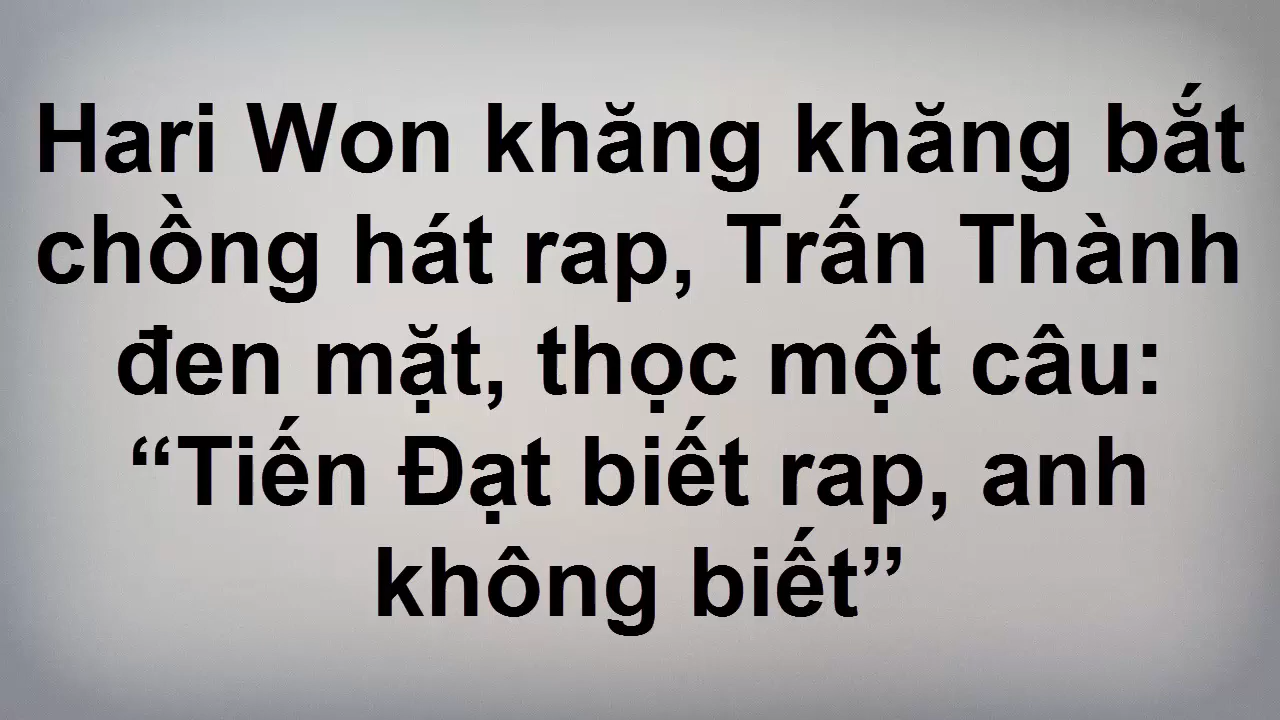 Hari Won khăng khăng bắt
chồng hát rap, Trấn Thành
đen mặt, thọc một câu:
“Tiến Đạt biết rap, anh
không biết”